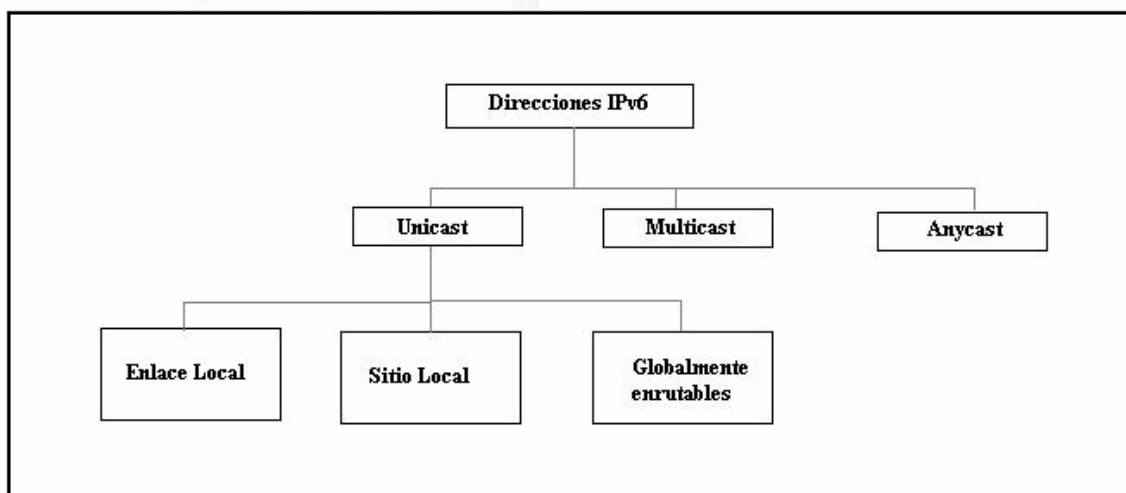 Direcciones IPv6
Unicast
Multicast
Anycast
Enlace Local
Sitio Local
Globalmente
enrutables